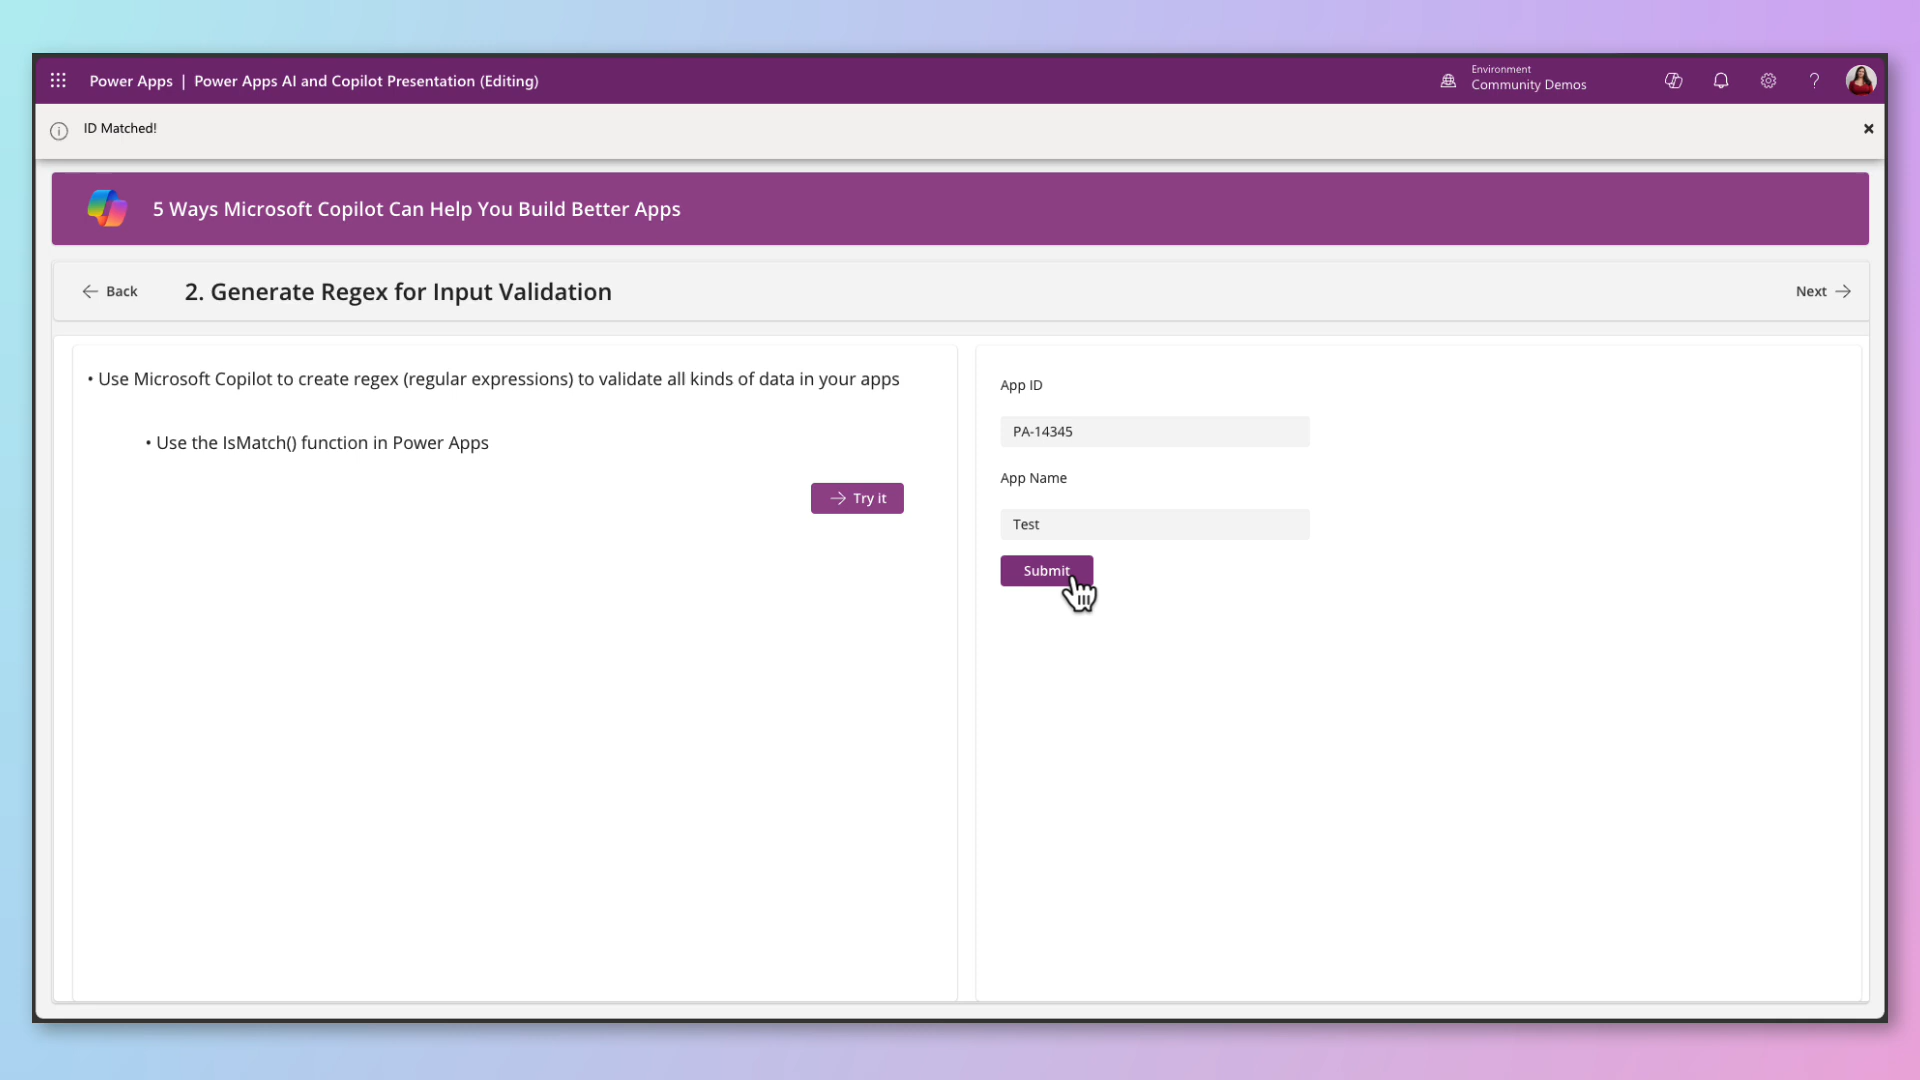 Power Apps | Power Apps AI and Copilot Presentation (Editing)
Environment
Community Demos
?
ID Matched!
5 Ways Microsoft Copilot Can Help You Build Better Apps
Back
2. Generate Regex for Input Validation
Next
• Use Microsoft Copilot to create regex (regular expressions) to validate all kinds of data in your apps
• Use the IsMatch() function in Power Apps
Try it
App ID
PA-14345
App Name
Test
Submit